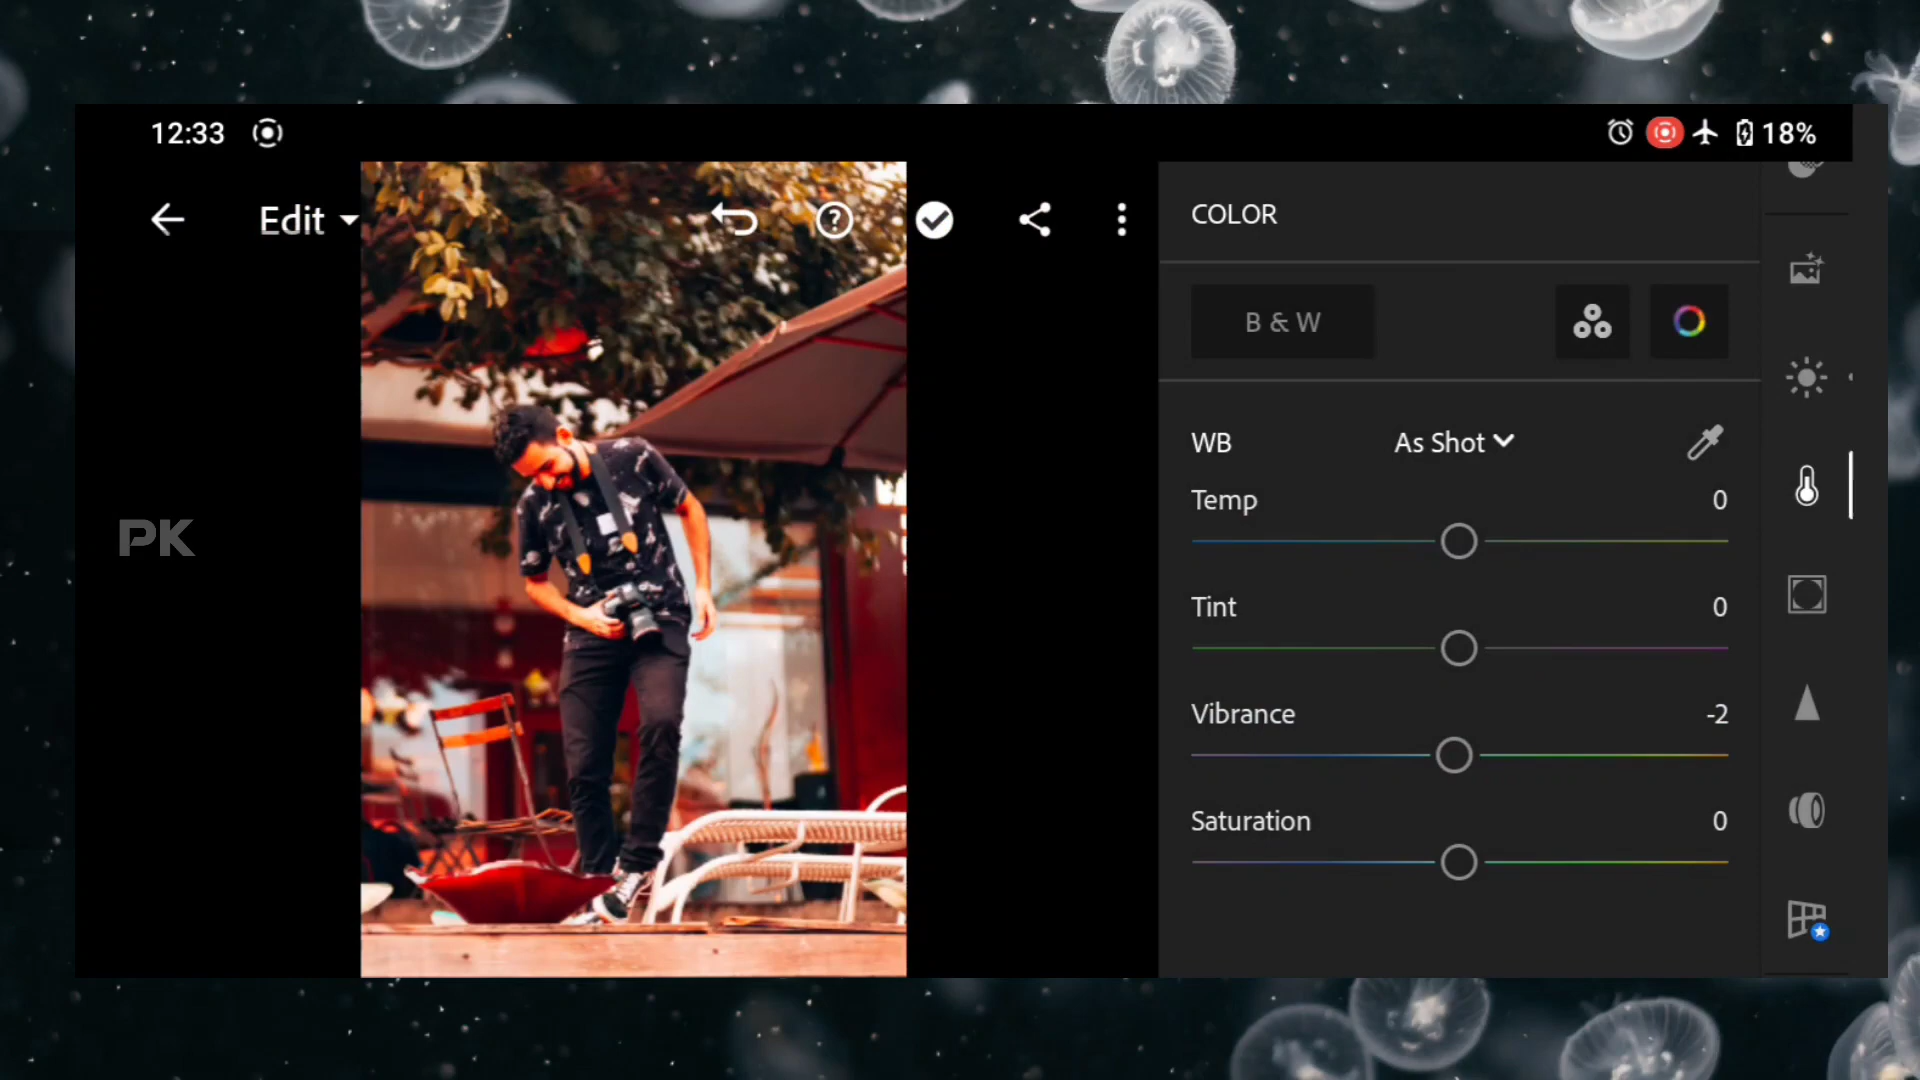 12:33
18%
Edit
COLOR
B & W
WB
As Shot
Temp
0
Tint
0
Vibrance
-2
Saturation
0
PK